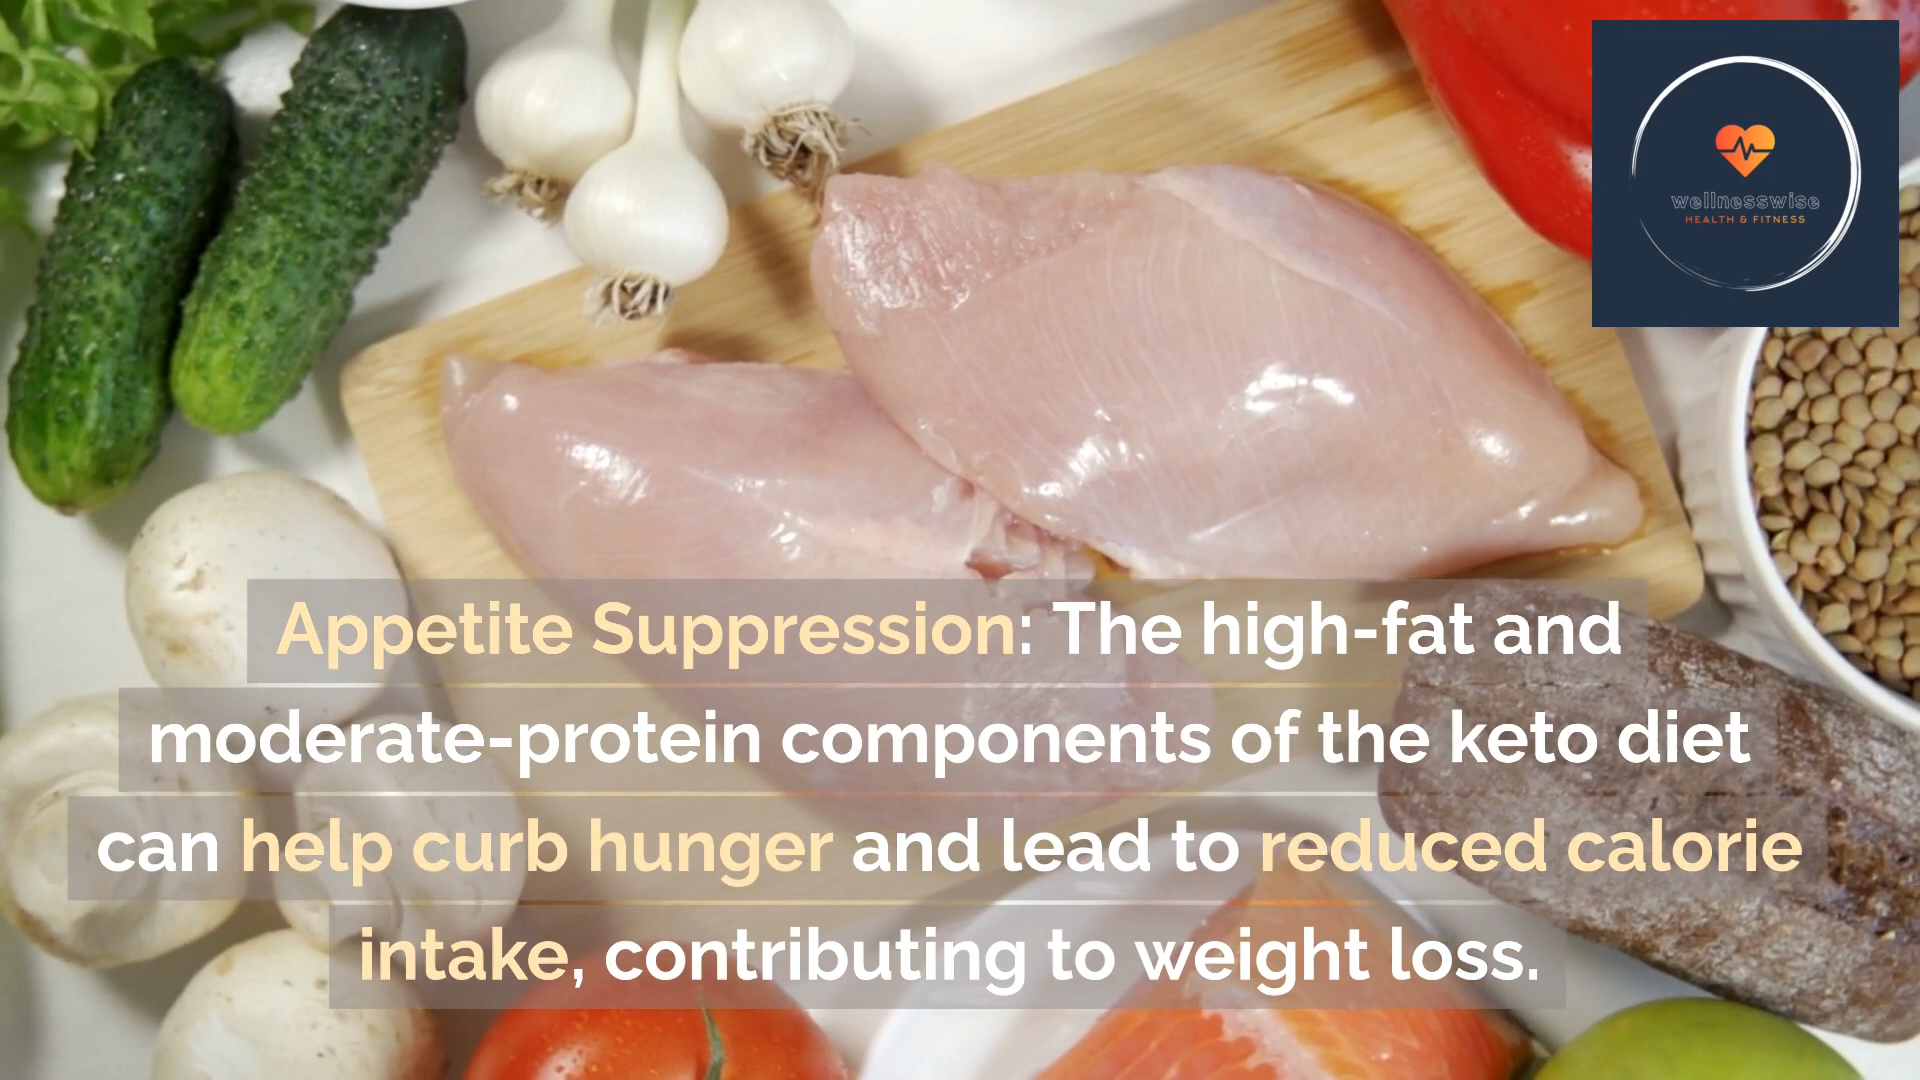 wellnesswise
HEALTH & FITNESS
Appetite Suppression: The high-fat and
moderate-protein components of the keto diet
can help curb hunger and lead to reduced calorie
intake, contributing to weight loss.